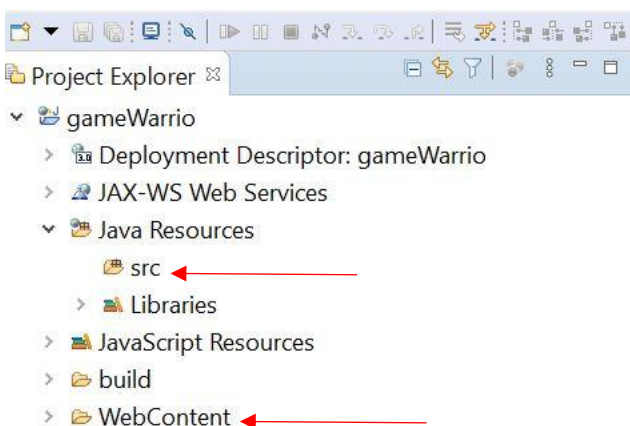 Project Explorer
gameWarrio
Deployment Descriptor: gameWarrio
JAX-WS Web Services
Java Resources
src
Libraries
JavaScript Resources
build
WebContent